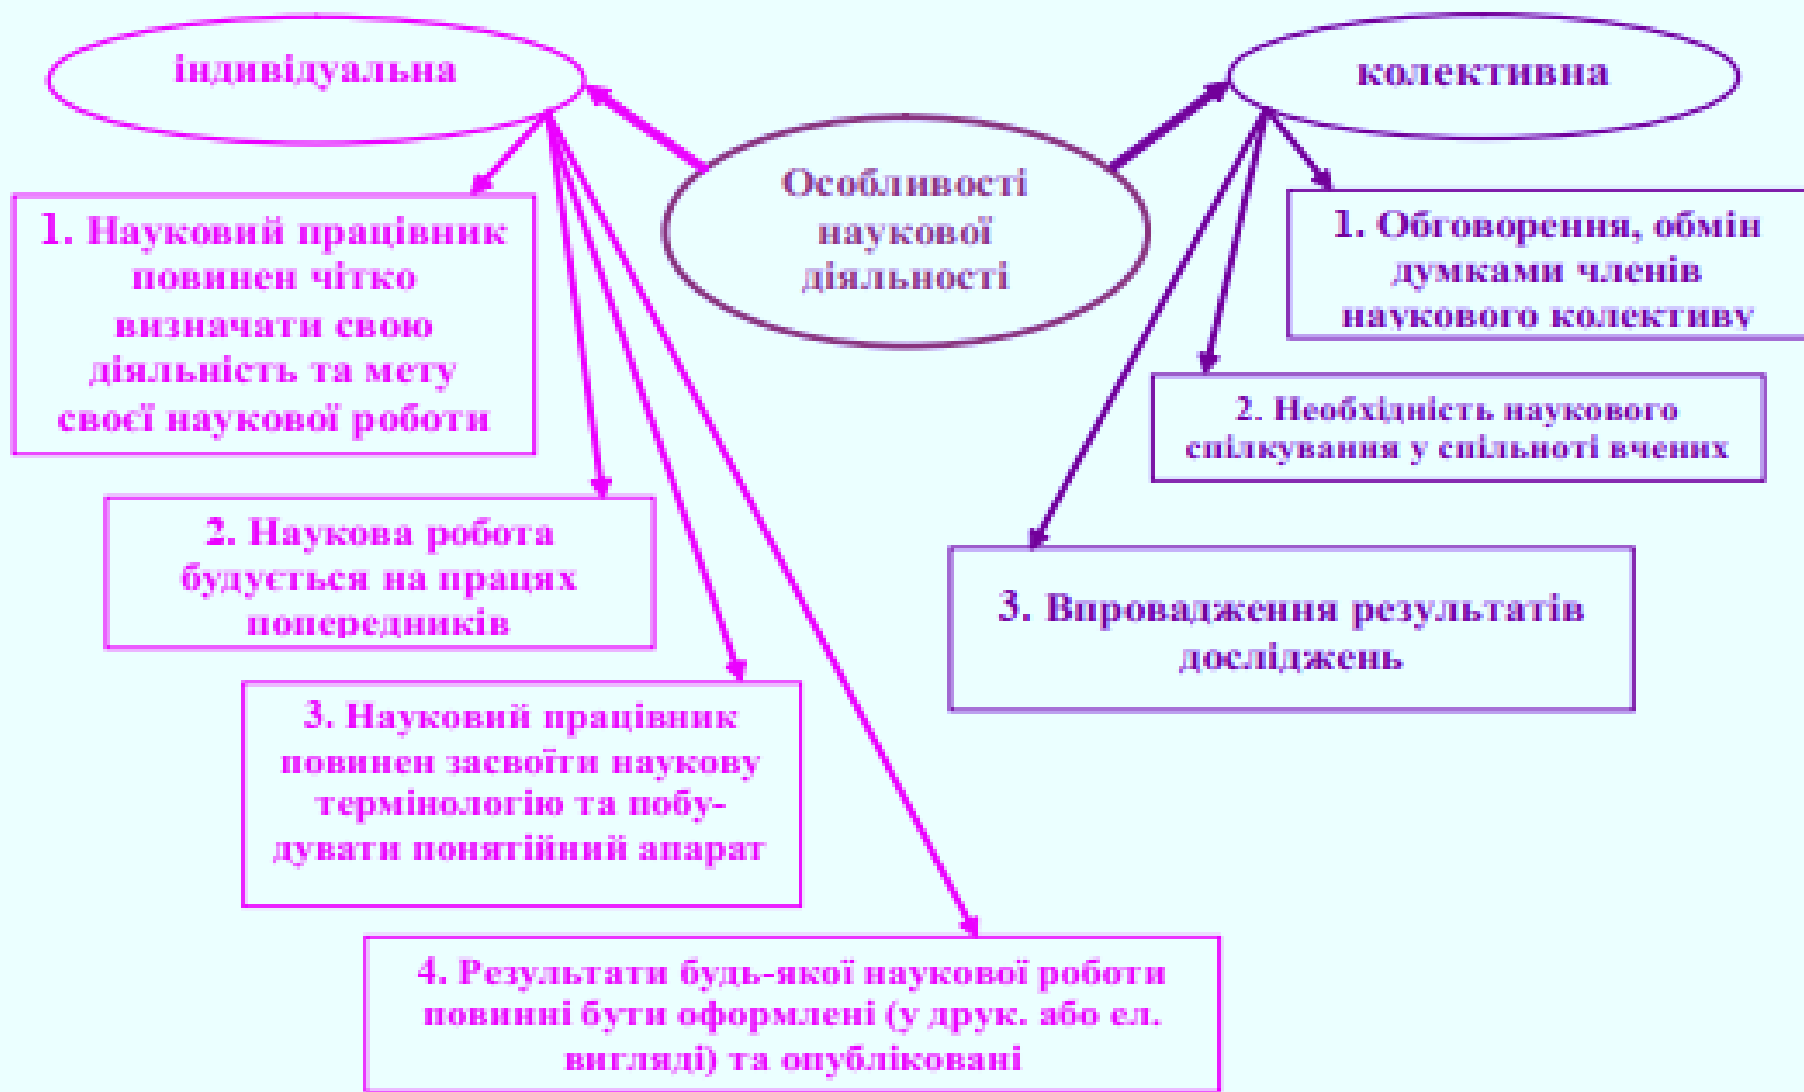 індивідуальна
колективна
Особливості
наукової
діяльності
1. Науковий працівник
повинен чітко
визначати свою
діяльність та мету
своєї наукової роботи
2. Наукова робота
будується на працях
попередників
3. Науковий працівник
повинен засвоїти наукову
термінологію та побу-
дувати понятійний апарат
4. Результати будь-якої наукової роботи
повинні бути оформлені (у друк. або ел.
вигляді) та опубліковані
1. Обговорення, обмін
думками членів
наукового колективу
2. Необхідність наукового
спілкування у спільноті вчених
3. Впровадження результатів
досліджень